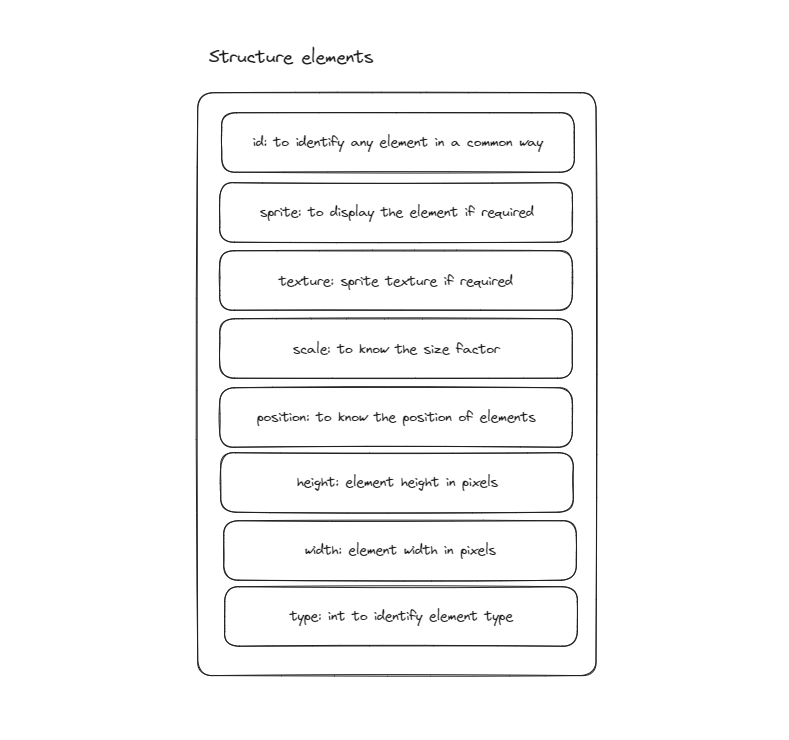 Structure elements
id: to identify any element in a common way
sprite: to display the element if required
texture: sprite texture if required
scale: to know the size factor
position: to know the position of elements
height: element height in pixels
width: element width in pixels
type: int to identify element type